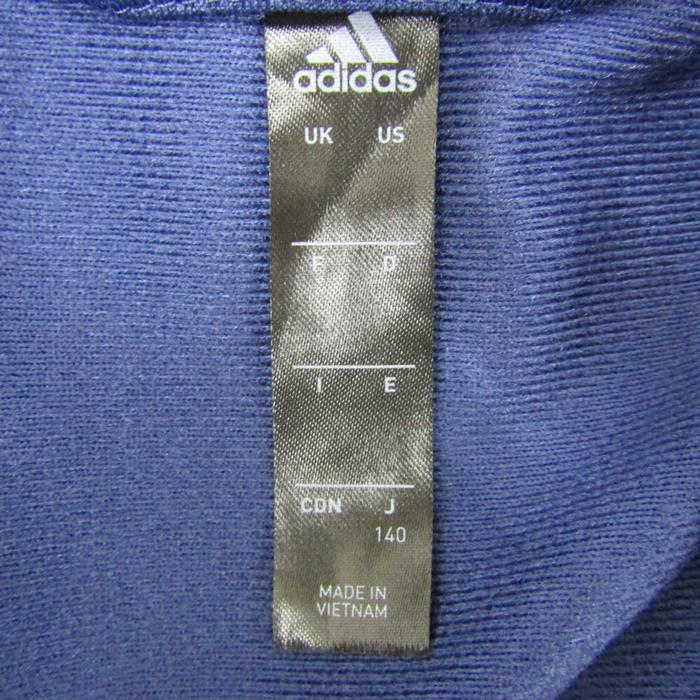 adidas
UK US
F D
I E
CDN J
140
MADE IN
VIETNAM